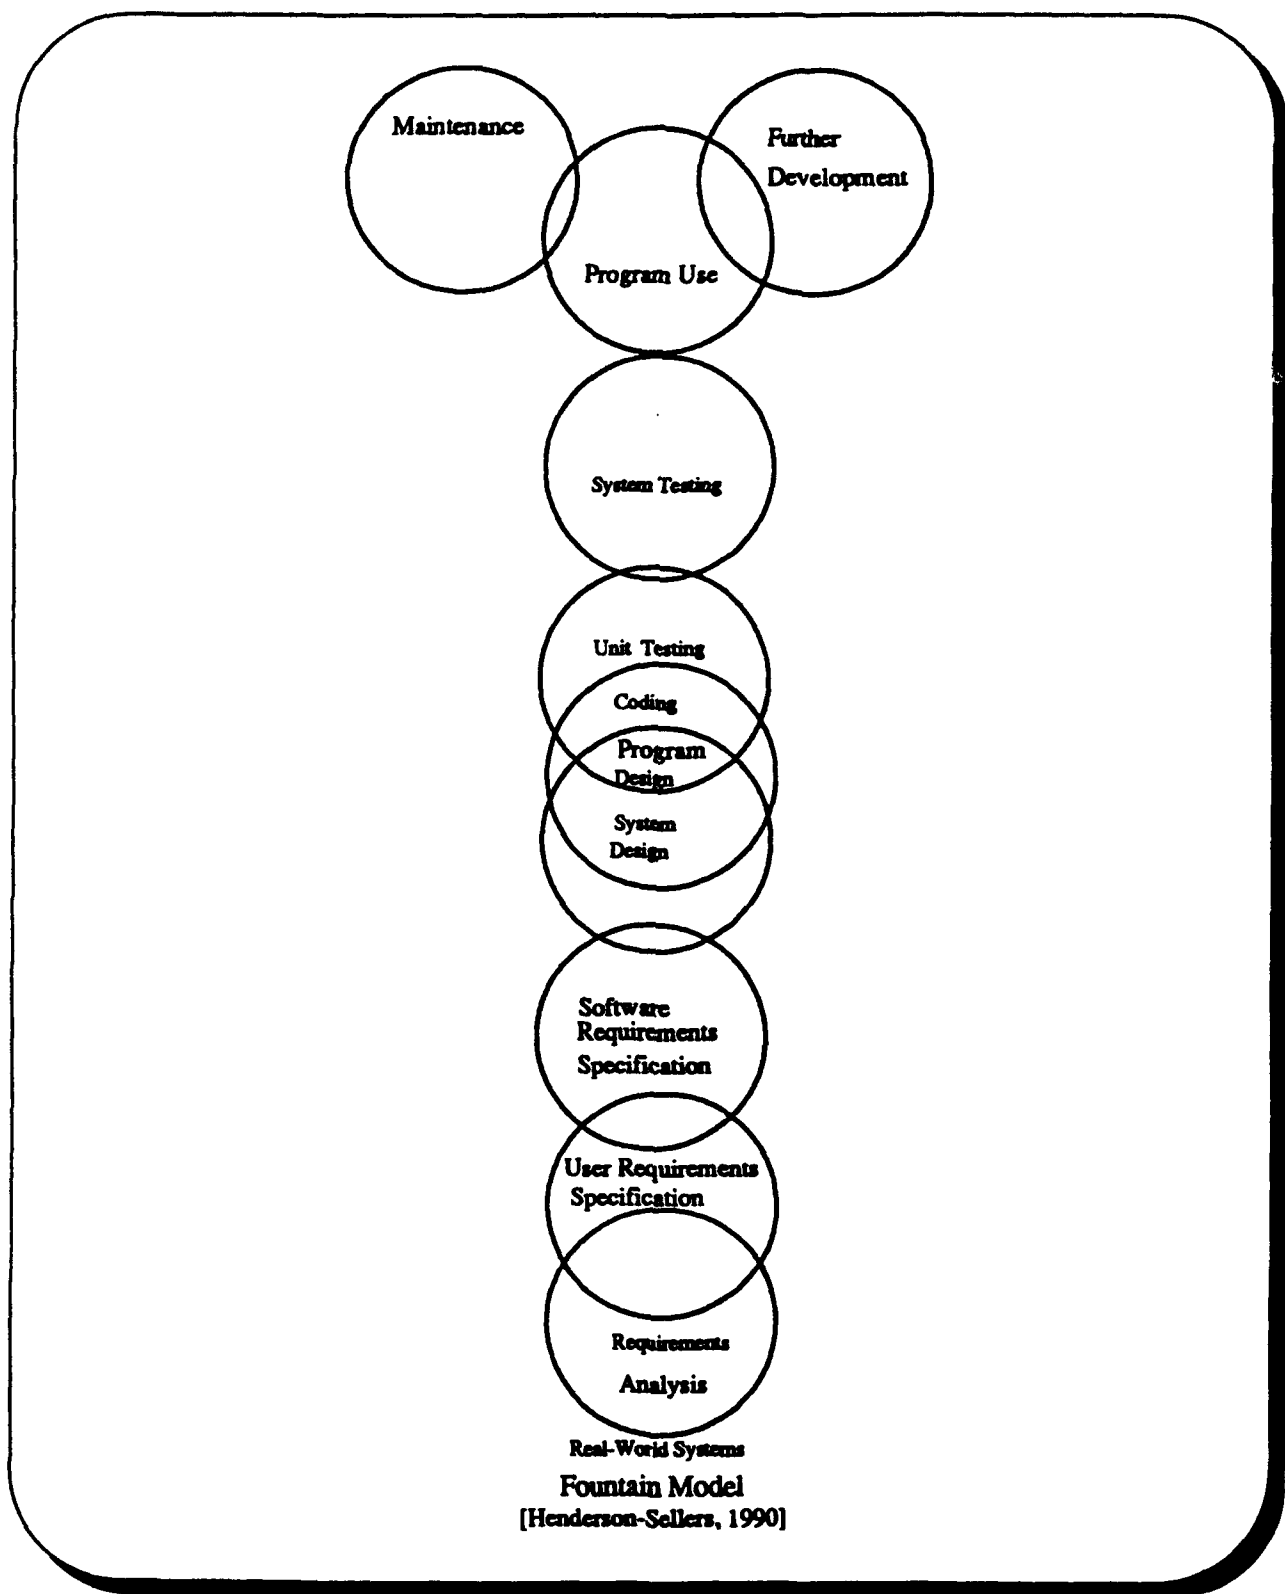 Maintenance
Further
Development
Program Use
System Testing
Unit Testing
Coding
Program
Design
System
Design
Software
Requirements
Specification
User Requirements
Specification
Requirements
Analysis
Real-World Systems
Fountain Model
[Henderson-Sellers, 1990]